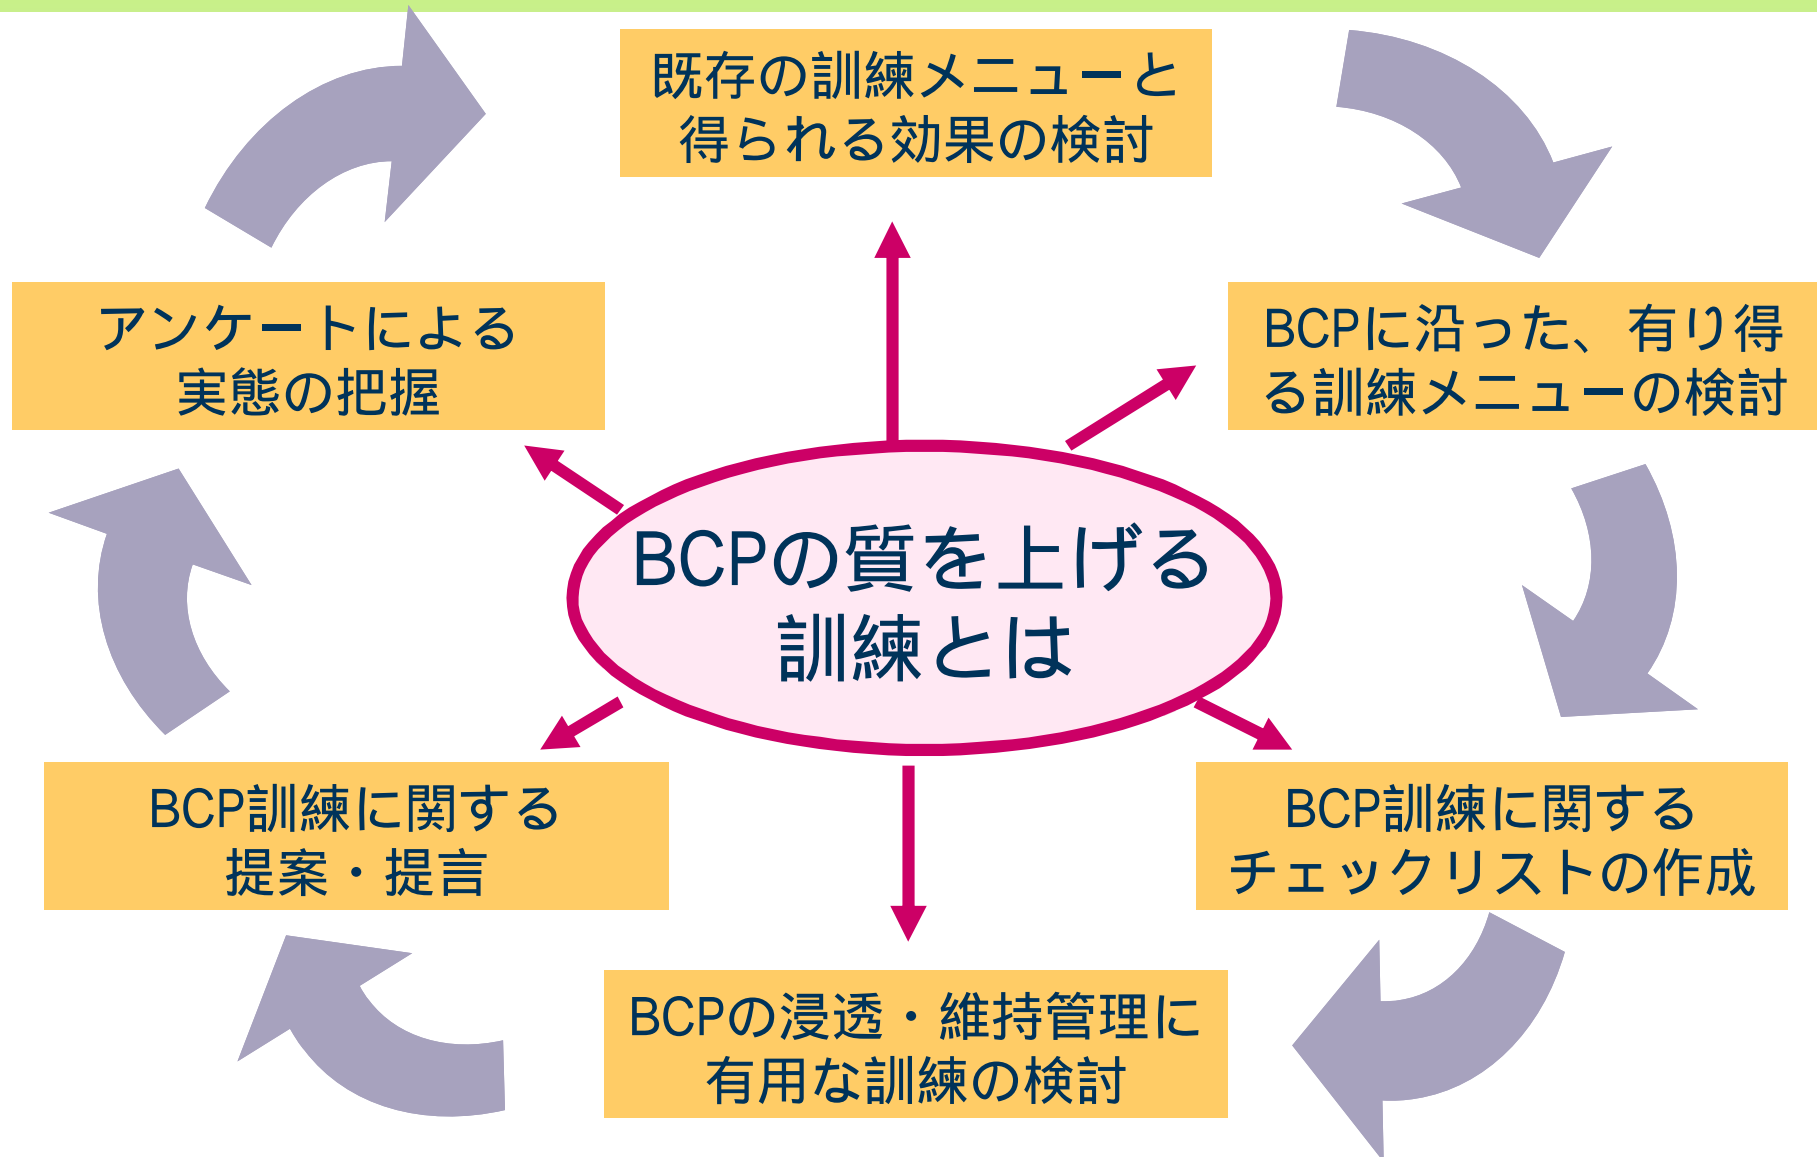 既存の訓練メニューと
得られる効果の検討
アンケートによる
実態の把握
BCPに沿った、有り得
る訓練メニューの検討
BCPの質を上げる
訓練とは
BCP訓練に関する
提案・提言
BCP訓練に関する
チェックリストの作成
BCPの浸透・維持管理に
有用な訓練の検討